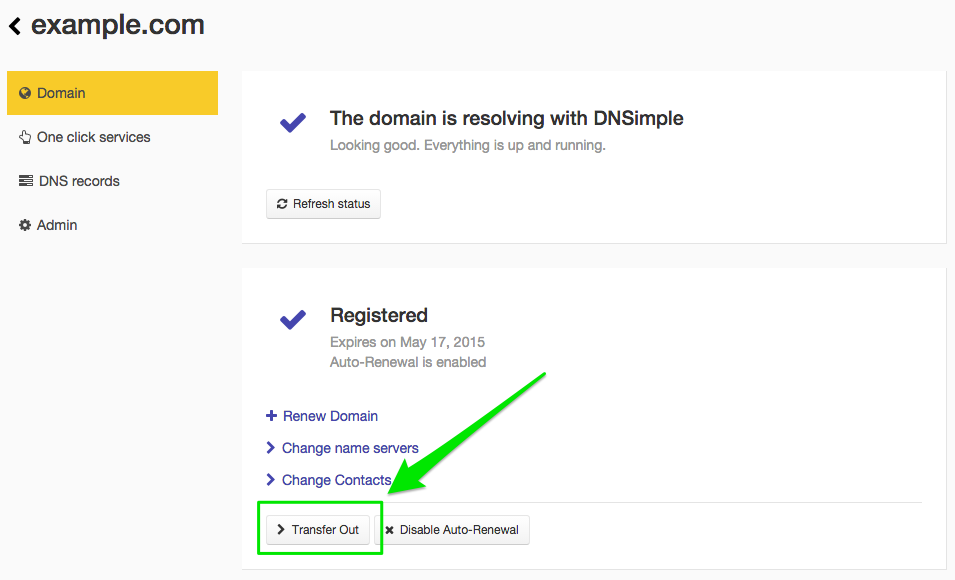 example.com
Domain
One click services
DNS records
Admin
The domain is resolving with DNSimple
Looking good. Everything is up and running.
Refresh status
Registered
Expires on May 17, 2015
Auto-Renewal is enabled
Renew Domain
Change name servers
Change Contacts
Transfer Out
Disable Auto-Renewal